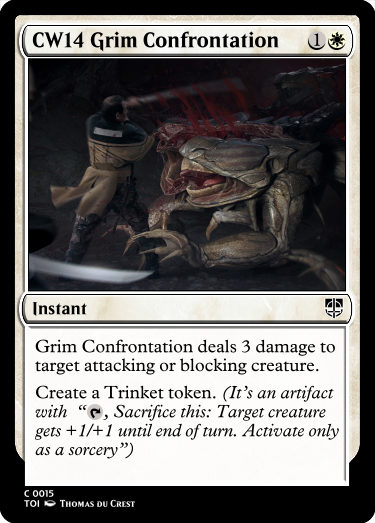 CW14 Grim Confrontation 1
Instant
Grim Confrontation deals 3 damage to
target attacking or blocking creature.
Create a Trinket token. (It's an artifact
with ", Sacrifice this: Target creature
gets +1/+1 until end of turn. Activate only
as a sorcery")
C 0015
TOI Thomas du Crest